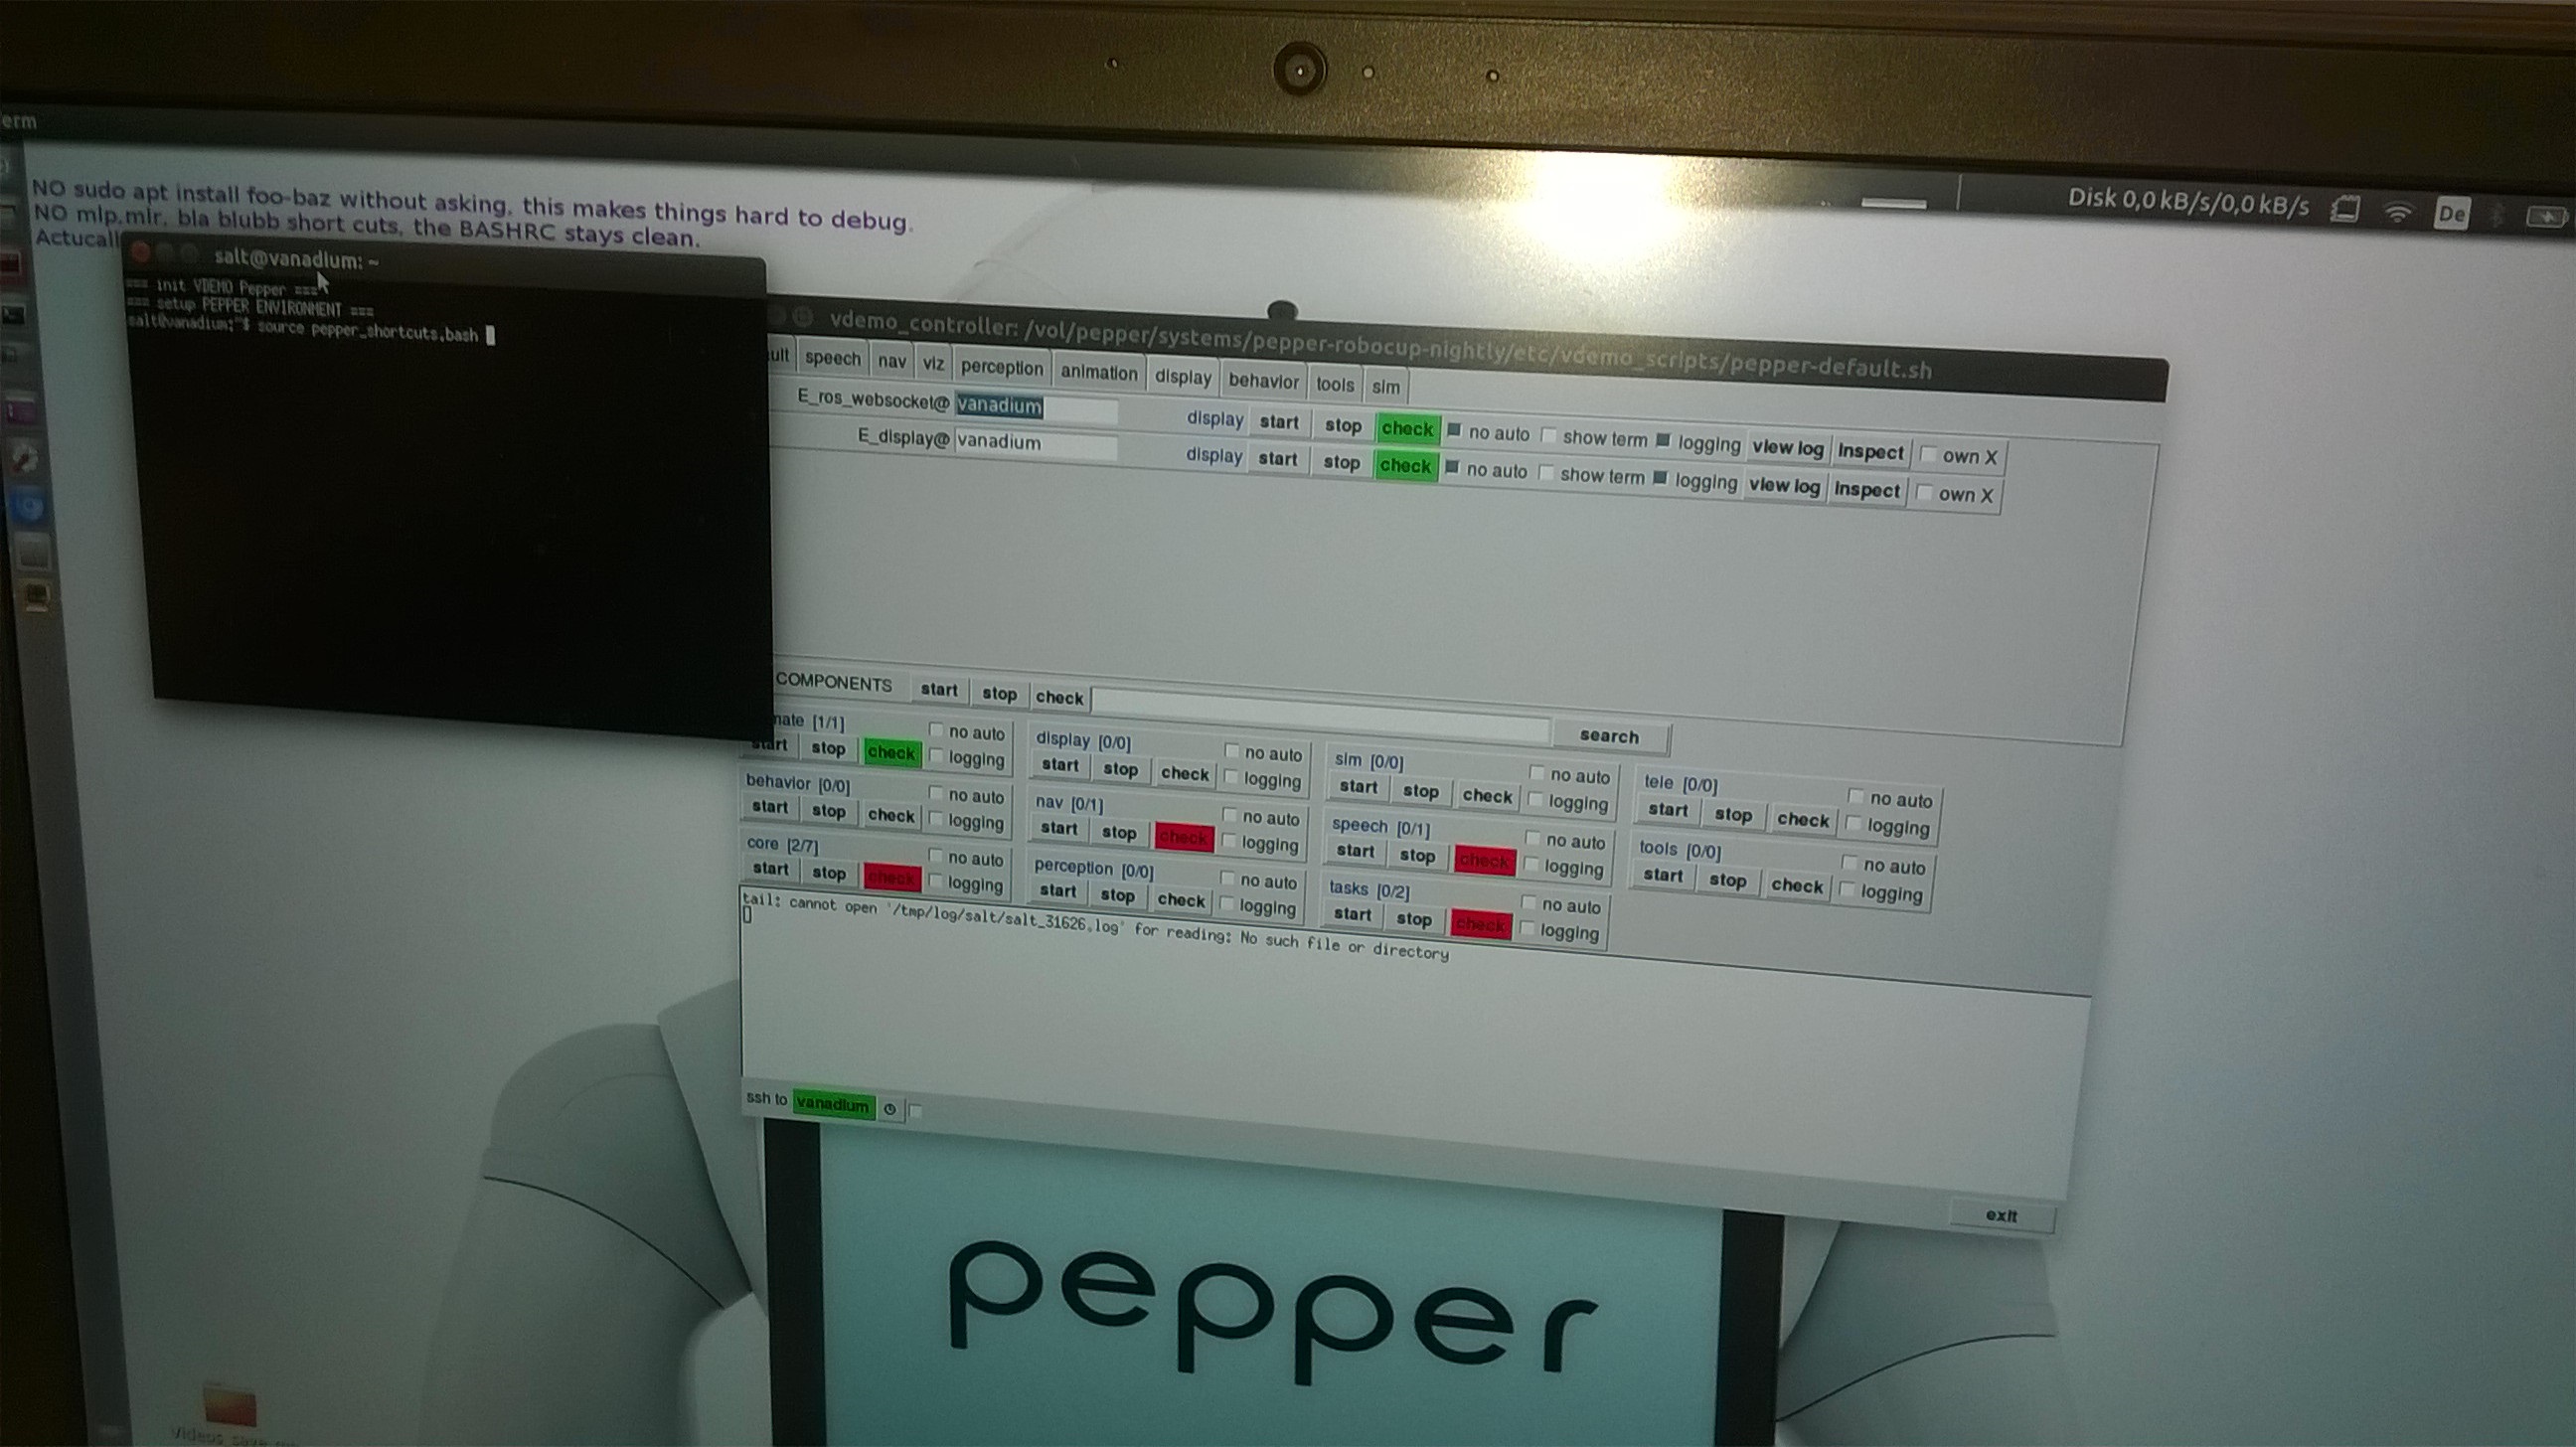 erm
Disk 0,0 kB/s/0,0 kB/s
De
NO sudo apt install foo-baz without asking, this makes things hard to debug.
NO mlp,mlr, bla blubb short cuts, the BASHRC stays clean.
Actucall
salt@vanadium: ~
=== init VDEMO Pepper ===
=== setup PEPPER ENVIRONMENT ===
salt@vanadium:~$ source pepper_shortcuts.bash
vdemo_controller: /vol/pepper/systems/pepper-robocup-nightly/etc/vdemo_scripts/pepper-default.sh
ult speech nav viz perception animation display behavior tools sim
E_ros_websocket@ vanadium display start stop check no auto show term logging view log inspect own X
E_display@ vanadium display start stop check no auto show term logging view log inspect own X
COMPONENTS start stop check search
mate [1/1] no auto
start stop check logging
display [0/0] no auto
start stop check logging
sim [0/0] no auto
start stop check logging
tele [0/0] no auto
start stop check logging
behavior [0/0] no auto
start stop check logging
nav [0/1] no auto
start stop check logging
speech [0/1] no auto
start stop check logging
tools [0/0] no auto
start stop check logging
core [2/7] no auto
start stop check logging
perception [0/0] no auto
start stop check logging
tasks [0/2] no auto
start stop check logging
tail: cannot open '/tmp/log/salt/salt_31626.log' for reading: No such file or directory
ssh to vanadium
exit
pepper
Videos